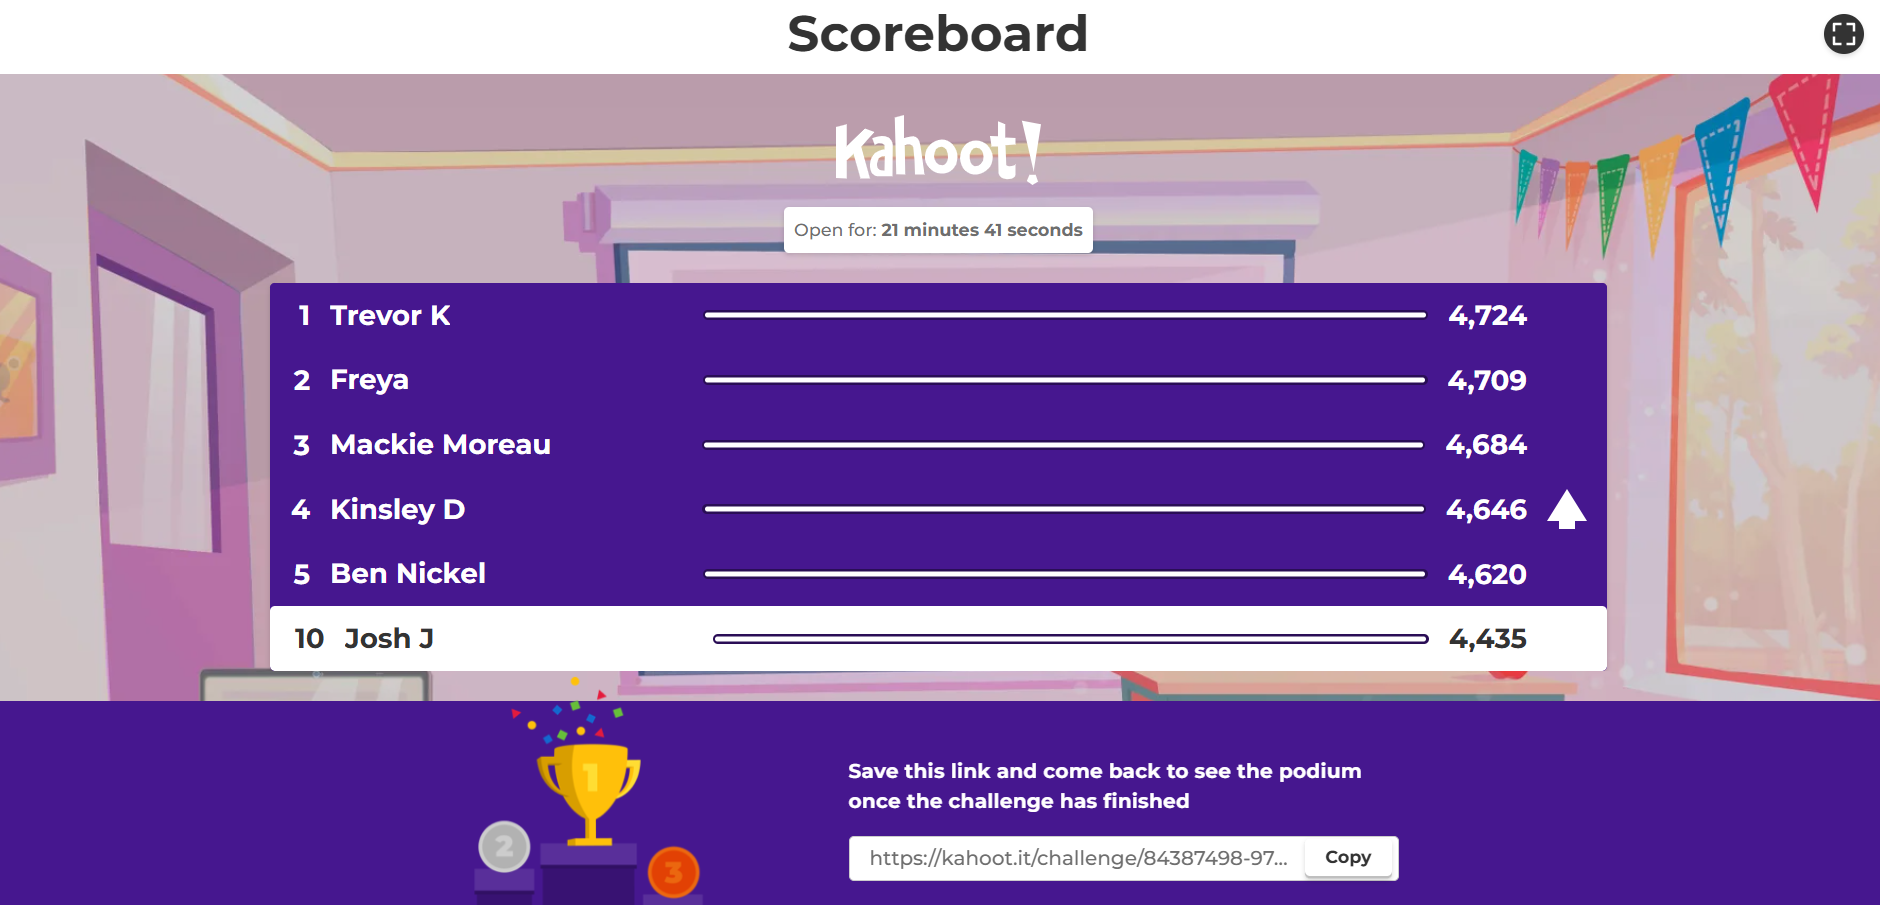 Scoreboard
Kahoot!
Open for: 21 minutes 41 seconds
1 Trevor K 4,724
2 Freya 4,709
3 Mackie Moreau 4,684
4 Kinsley D 4,646
5 Ben Nickel 4,620
10 Josh J 4,435
1
2
3
Save this link and come back to see the podium
once the challenge has finished
https://kahoot.it/challenge/84387498-97... Copy